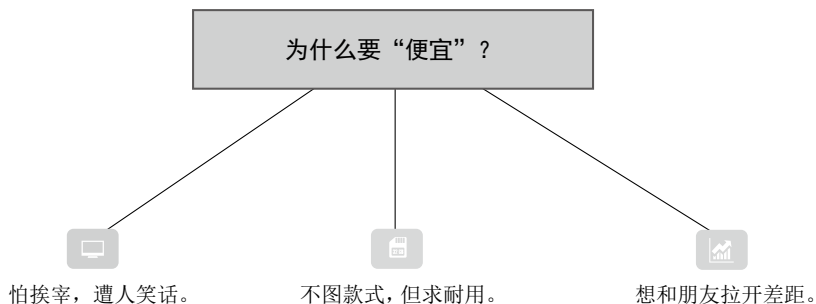 为什么要“便宜”？
怕挨宰，遭人笑话。
不图款式，但求耐用。
想和朋友拉开差距。